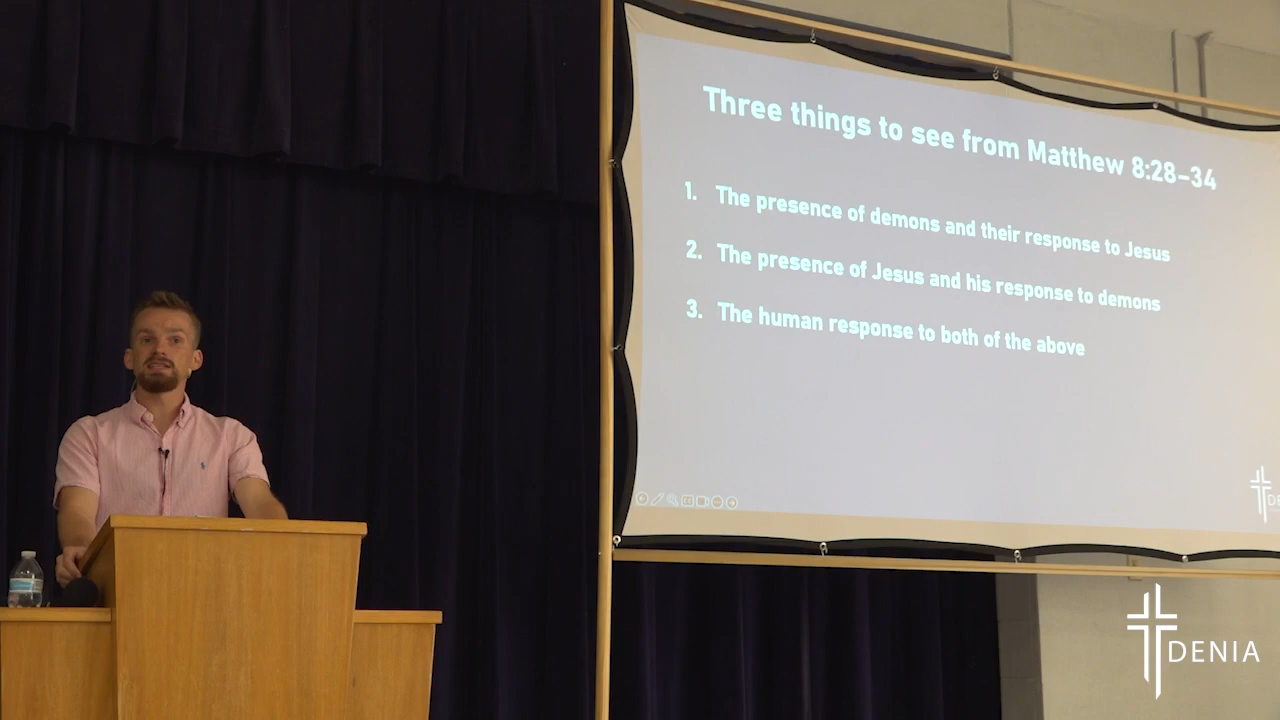 Three things to see from Matthew 8:28–34
1. The presence of demons and their response to Jesus
2. The presence of Jesus and his response to demons
3. The human response to both of the above
DENIA